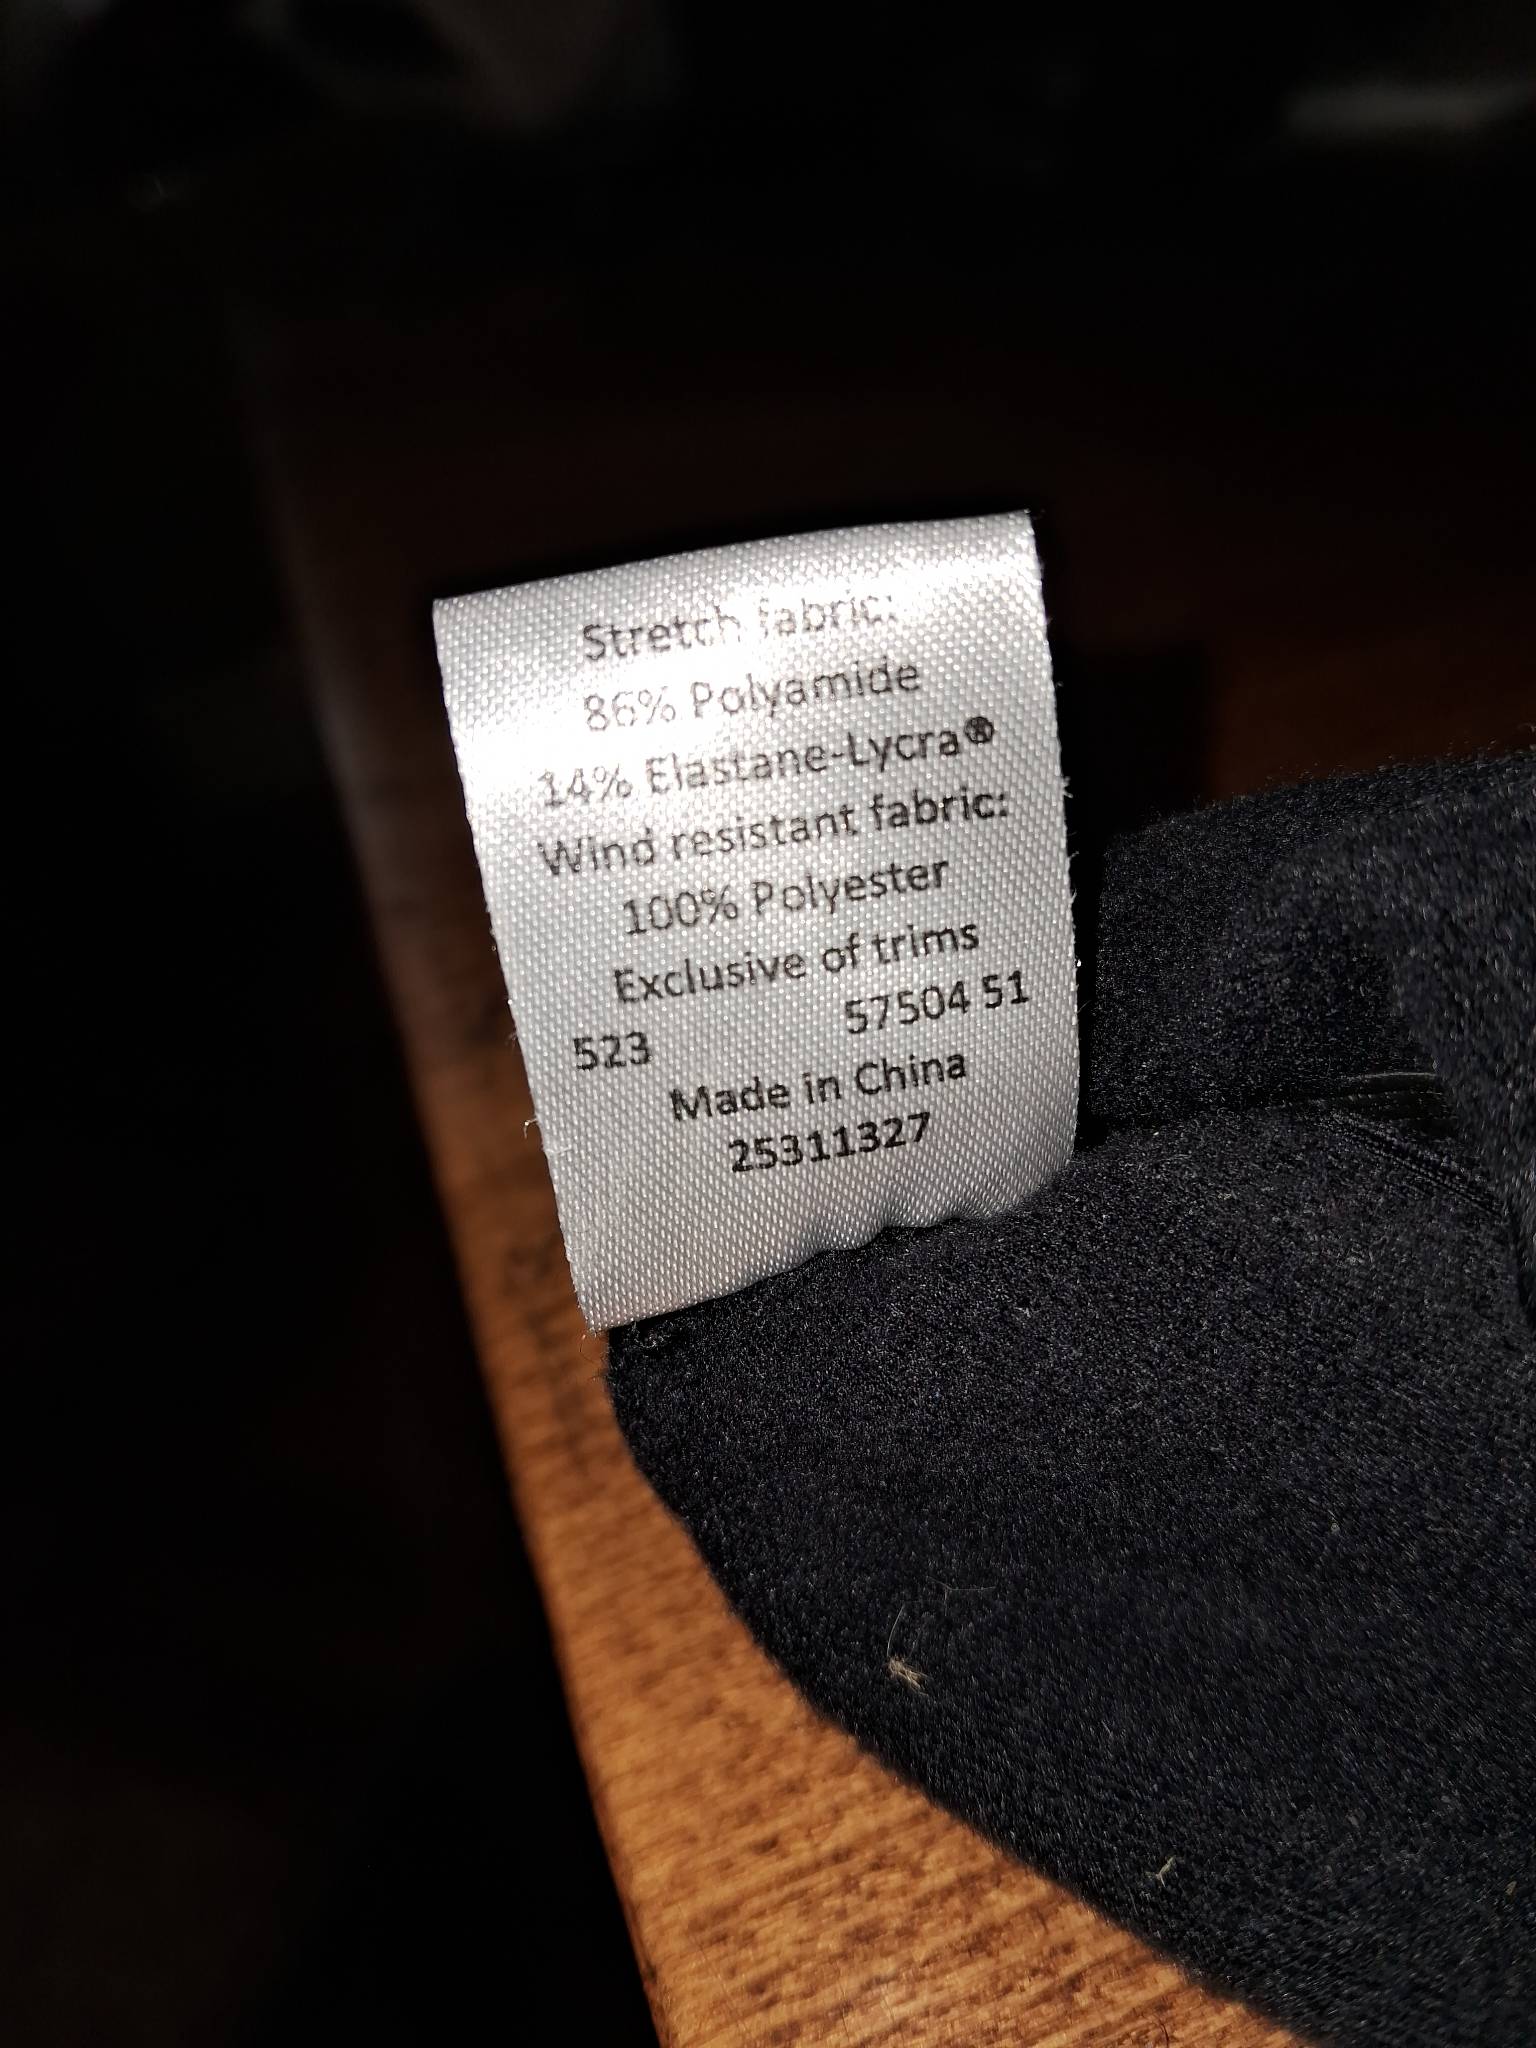 Stretch fabric:
86% Polyamide
14% Elastane-Lycra®
Wind resistant fabric:
100% Polyester
Exclusive of trims
523 57504 51
Made in China
25311327